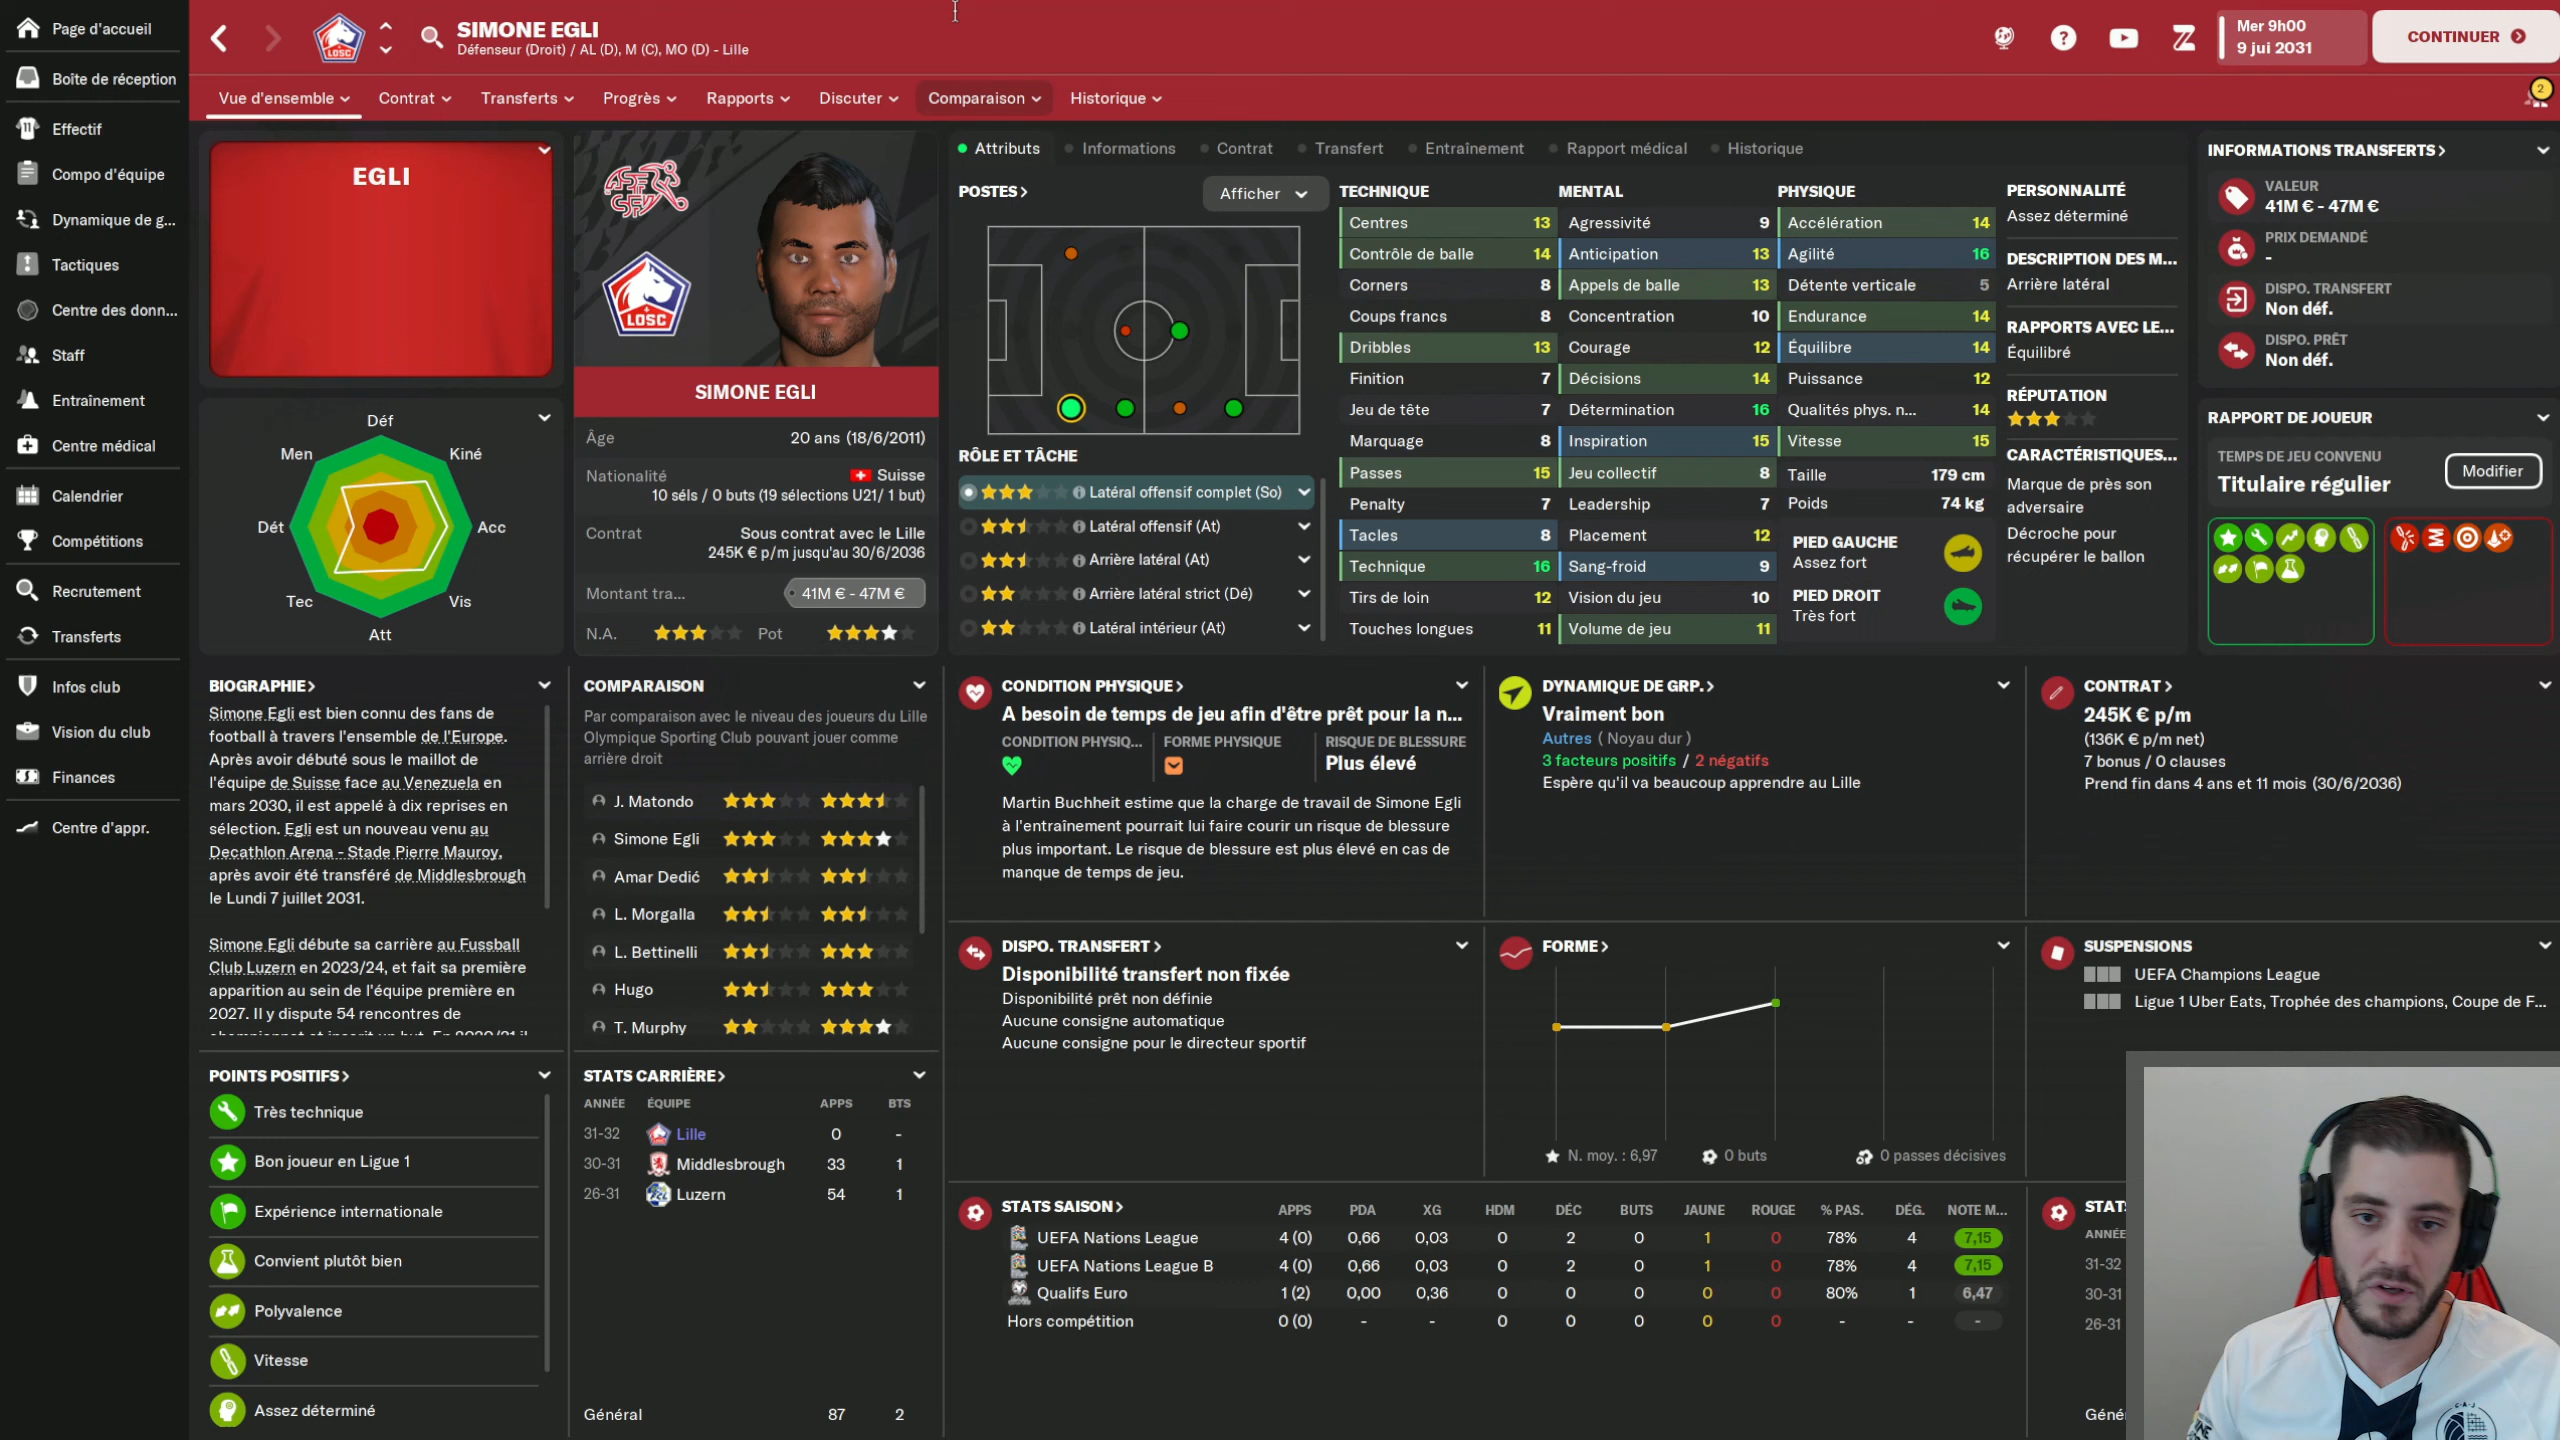 Page d'accueil
Boîte de réception
Effectif
Compo d'équipe
Dynamique de g...
Tactiques
Centre des donn...
Staff
Entraînement
Centre médical
Calendrier
Compétitions
Recrutement
Transferts
Infos club
Vision du club
Finances
Centre d'appr.
LOSC
SIMONE EGLI
Défenseur (Droit) / AL (D), M (C), MO (D) - Lille
Mer 9h00
9 jui 2031
CONTINUER
Vue d'ensemble
Contrat
Transferts
Progrès
Rapports
Discuter
Comparaison
Historique
2
EGLI
Déf
Men
Kiné
Dét
Acc
Tec
Vis
Att
LOSC
SIMONE EGLI
Âge 20 ans (18/6/2011)
Nationalité Suisse
10 séls / 0 buts (19 sélections U21/ 1 but)
Contrat Sous contrat avec le Lille
245K € p/m jusqu'au 30/6/2036
Montant tra... 41M € - 47M €
N.A. Pot
Attributs
Informations
Contrat
Transfert
Entraînement
Rapport médical
Historique
POSTES
Afficher
RÔLE ET TÂCHE
Latéral offensif complet (So)
Latéral offensif (At)
Arrière latéral (At)
Arrière latéral strict (Dé)
Latéral intérieur (At)
TECHNIQUE
Centres 13
Contrôle de balle 14
Corners 8
Coups francs 8
Dribbles 13
Finition 7
Jeu de tête 7
Marquage 8
Passes 15
Penalty 7
Tacles 8
Technique 16
Tirs de loin 12
Touches longues 11
MENTAL
Agressivité 9
Anticipation 13
Appels de balle 13
Concentration 10
Courage 12
Décisions 14
Détermination 16
Inspiration 15
Jeu collectif 8
Leadership 7
Placement 12
Sang-froid 9
Vision du jeu 10
Volume de jeu 11
PHYSIQUE
Accélération 14
Agilité 16
Détente verticale 5
Endurance 14
Équilibre 14
Puissance 12
Qualités phys. n... 14
Vitesse 15
Taille 179 cm
Poids 74 kg
PIED GAUCHE
Assez fort
PIED DROIT
Très fort
PERSONNALITÉ
Assez déterminé
DESCRIPTION DES M...
Arrière latéral
RAPPORTS AVEC LE...
Équilibré
RÉPUTATION
CARACTÉRISTIQUES...
Marque de près son
adversaire
Décroche pour
récupérer le ballon
INFORMATIONS TRANSFERTS
VALEUR
41M € - 47M €
PRIX DEMANDÉ
-
DISPO. TRANSFERT
Non déf.
DISPO. PRÊT
Non déf.
RAPPORT DE JOUEUR
TEMPS DE JEU CONVENU
Titulaire régulier
Modifier
BIOGRAPHIE
Simone Egli est bien connu des fans de
football à travers l'ensemble de l'Europe.
Après avoir débuté sous le maillot de
l'équipe de Suisse face au Venezuela en
mars 2030, il est appelé à dix reprises en
sélection. Egli est un nouveau venu au
Decathlon Arena - Stade Pierre Mauroy,
après avoir été transféré de Middlesbrough
le Lundi 7 juillet 2031.
Simone Egli débute sa carrière au Fussball
Club Luzern en 2023/24, et fait sa première
apparition au sein de l'équipe première en
2027. Il y dispute 54 rencontres de
COMPARAISON
Par comparaison avec le niveau des joueurs du Lille
Olympique Sporting Club pouvant jouer comme
arrière droit
J. Matondo
Simone Egli
Amar Dedić
L. Morgalla
L. Bettinelli
Hugo
T. Murphy
CONDITION PHYSIQUE
A besoin de temps de jeu afin d'être prêt pour la n...
CONDITION PHYSIQ...
FORME PHYSIQUE
RISQUE DE BLESSURE
Plus élevé
Martin Buchheit estime que la charge de travail de Simone Egli
à l'entraînement pourrait lui faire courir un risque de blessure
plus important. Le risque de blessure est plus élevé en cas de
manque de temps de jeu.
DYNAMIQUE DE GRP.
Vraiment bon
Autres ( Noyau dur )
3 facteurs positifs / 2 négatifs
Espère qu'il va beaucoup apprendre au Lille
CONTRAT
245K € p/m
(136K € p/m net)
7 bonus / 0 clauses
Prend fin dans 4 ans et 11 mois (30/6/2036)
DISPO. TRANSFERT
Disponibilité transfert non fixée
Disponibilité prêt non définie
Aucune consigne automatique
Aucune consigne pour le directeur sportif
FORME
N. moy. : 6,97
0 buts
0 passes décisives
SUSPENSIONS
UEFA Champions League
Ligue 1 Uber Eats, Trophée des champions, Coupe de F...
POINTS POSITIFS
Très technique
Bon joueur en Ligue 1
Expérience internationale
Convient plutôt bien
Polyvalence
Vitesse
Assez déterminé
STATS CARRIÈRE
ANNÉE ÉQUIPE APPS BTS
31-32 Lille 0 -
30-31 Middlesbrough 33 1
26-31 Luzern 54 1
Général 87 2
STATS SAISON APPS PDA XG HDM DÉC BUTS JAUNE ROUGE % PAS. DÉG. NOTE M...
UEFA Nations League 4 (0) 0,66 0,03 0 2 0 1 0 78% 4 7,15
UEFA Nations League B 4 (0) 0,66 0,03 0 2 0 1 0 78% 4 7,15
Qualifs Euro 1 (2) 0,00 0,36 0 0 0 0 0 80% 1 6,47
Hors compétition 0 (0) - - 0 0 0 0 0 - - -
STAT
ANNÉE
31-32
30-31
26-31
Géné